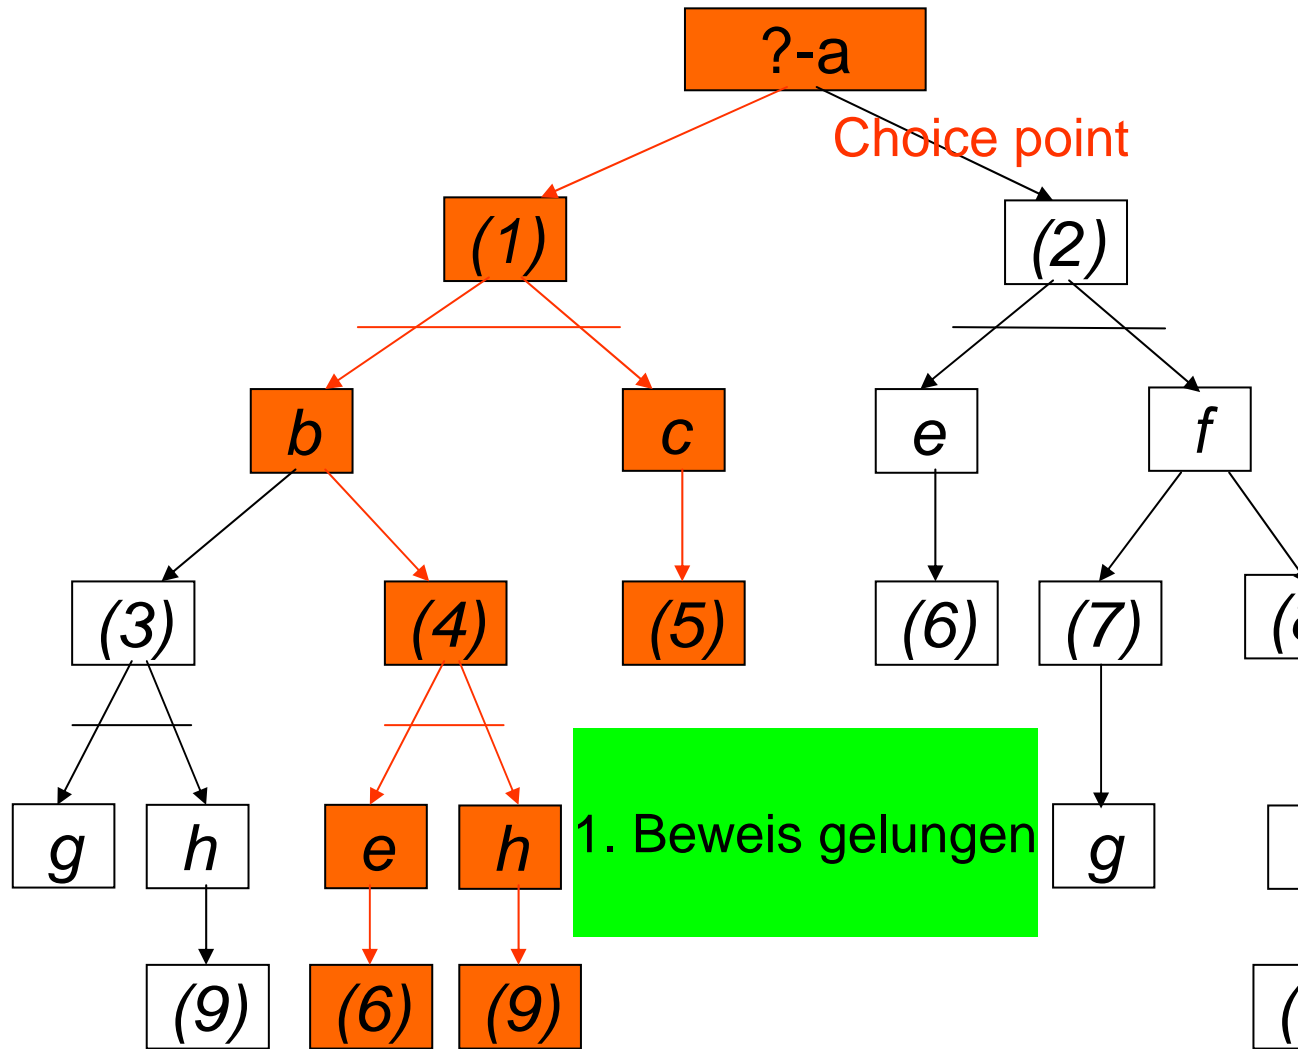 ?-a
Choice point
(1)
(2)
b
c
e
f
(3)
(4)
(5)
(6)
(7)
g
h
e
h
1. Beweis gelungen
g
(9)
(6)
(9)